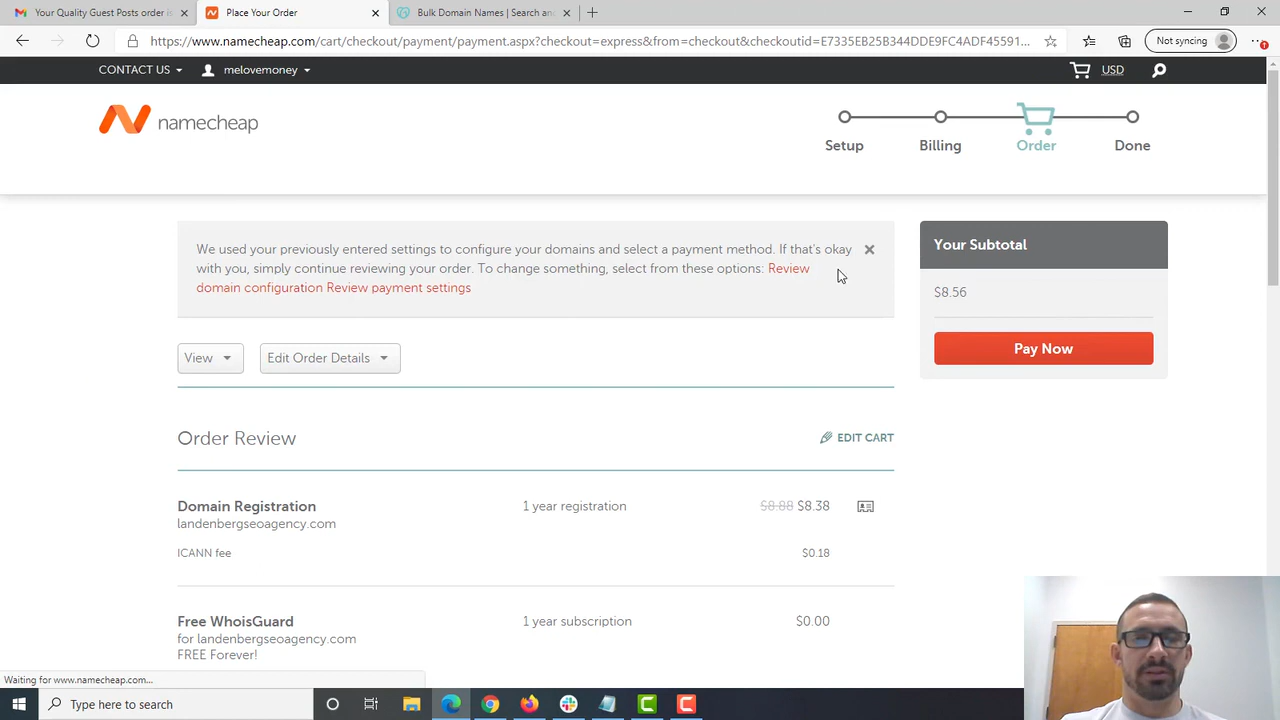 Your Quality Guest Posts order is
Place Your Order
Bulk Domain Names | Search and
https://www.namecheap.com/cart/checkout/payment/payment.aspx?checkout=express&from=checkout&checkoutid=E7335EB25B344DDE9FC4ADF45591...
Not syncing
CONTACT US
melovemoney
USD
namecheap
Setup
Billing
Order
Done
We used your previously entered settings to configure your domains and select a payment method. If that's okay
with you, simply continue reviewing your order. To change something, select from these options: Review
domain configuration Review payment settings
Your Subtotal
$8.56
Pay Now
View
Edit Order Details
Order Review
EDIT CART
Domain Registration
1 year registration
$8.88 $8.38
landenbergseoagency.com
ICANN fee
$0.18
Free WhoisGuard
1 year subscription
$0.00
for landenbergseoagency.com
FREE Forever!
Waiting for www.namecheap.com...
Type here to search